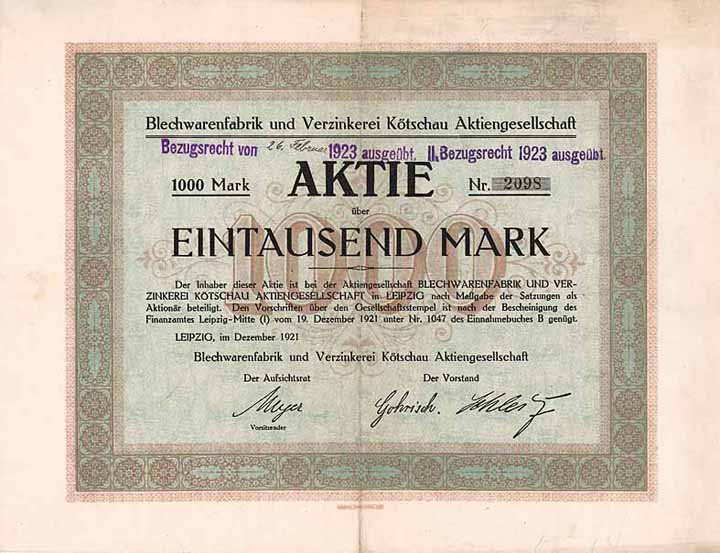 Blechwarenfabrik und Verzinkerei Kötschau Aktiengesellschaft
Bezugsrecht von 26. Februar 1923 ausgeübt. II. Bezugsrecht 1923 ausgeübt.
1000 Mark AKTIE Nr. 2098
über
1000
EINTAUSEND MARK
Der Inhaber dieser Aktie ist bei der Aktiengesellschaft BLECHWARENFABRIK UND VER-
ZINKEREI KÖTSCHAU AKTIENGESELLSCHAFT in LEIPZIG nach Maßgabe der Satzungen als
Aktionär beteiligt. Den Vorschriften über den Gesellschaftsstempel ist nach der Bescheinigung des
Finanzamtes Leipzig-Mitte (I) vom 19. Dezember 1921 unter Nr. 1047 des Einnahmebuches B genügt.
LEIPZIG, im Dezember 1921
Blechwarenfabrik und Verzinkerei Kötschau Aktiengesellschaft
Der Aufsichtsrat Der Vorstand
Meyer Gohrisch.
Vorsitzender